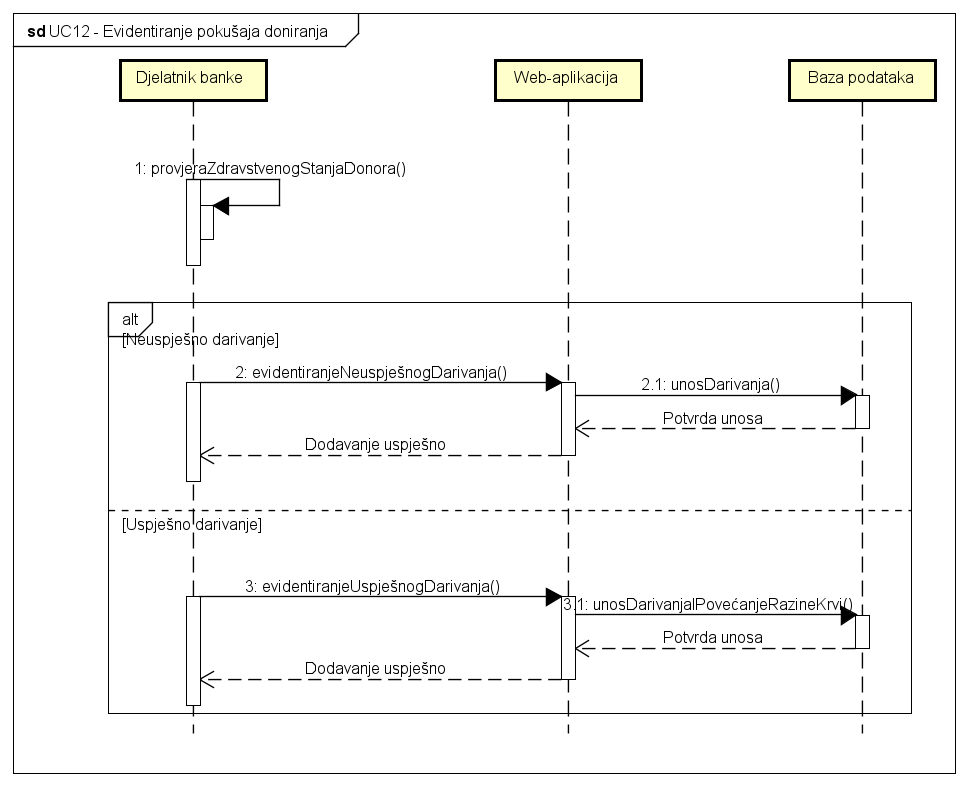 sd UC12 - Evidentiranje pokušaja doniranja
Djelatnik banke
Web-aplikacija
Baza podataka
1: provjeraZdravstvenogStanjaDonora()
alt
[Neuspješno darivanje]
2: evidentiranjeNeuspješnogDarivanja()
2.1: unosDarivanja()
Potvrda unosa
Dodavanje uspješno
[Uspješno darivanje]
3: evidentiranjeUspješnogDarivanja()
3.1: unosDarivanjaIPovećanjeRazineKrvi()
Potvrda unosa
Dodavanje uspješno